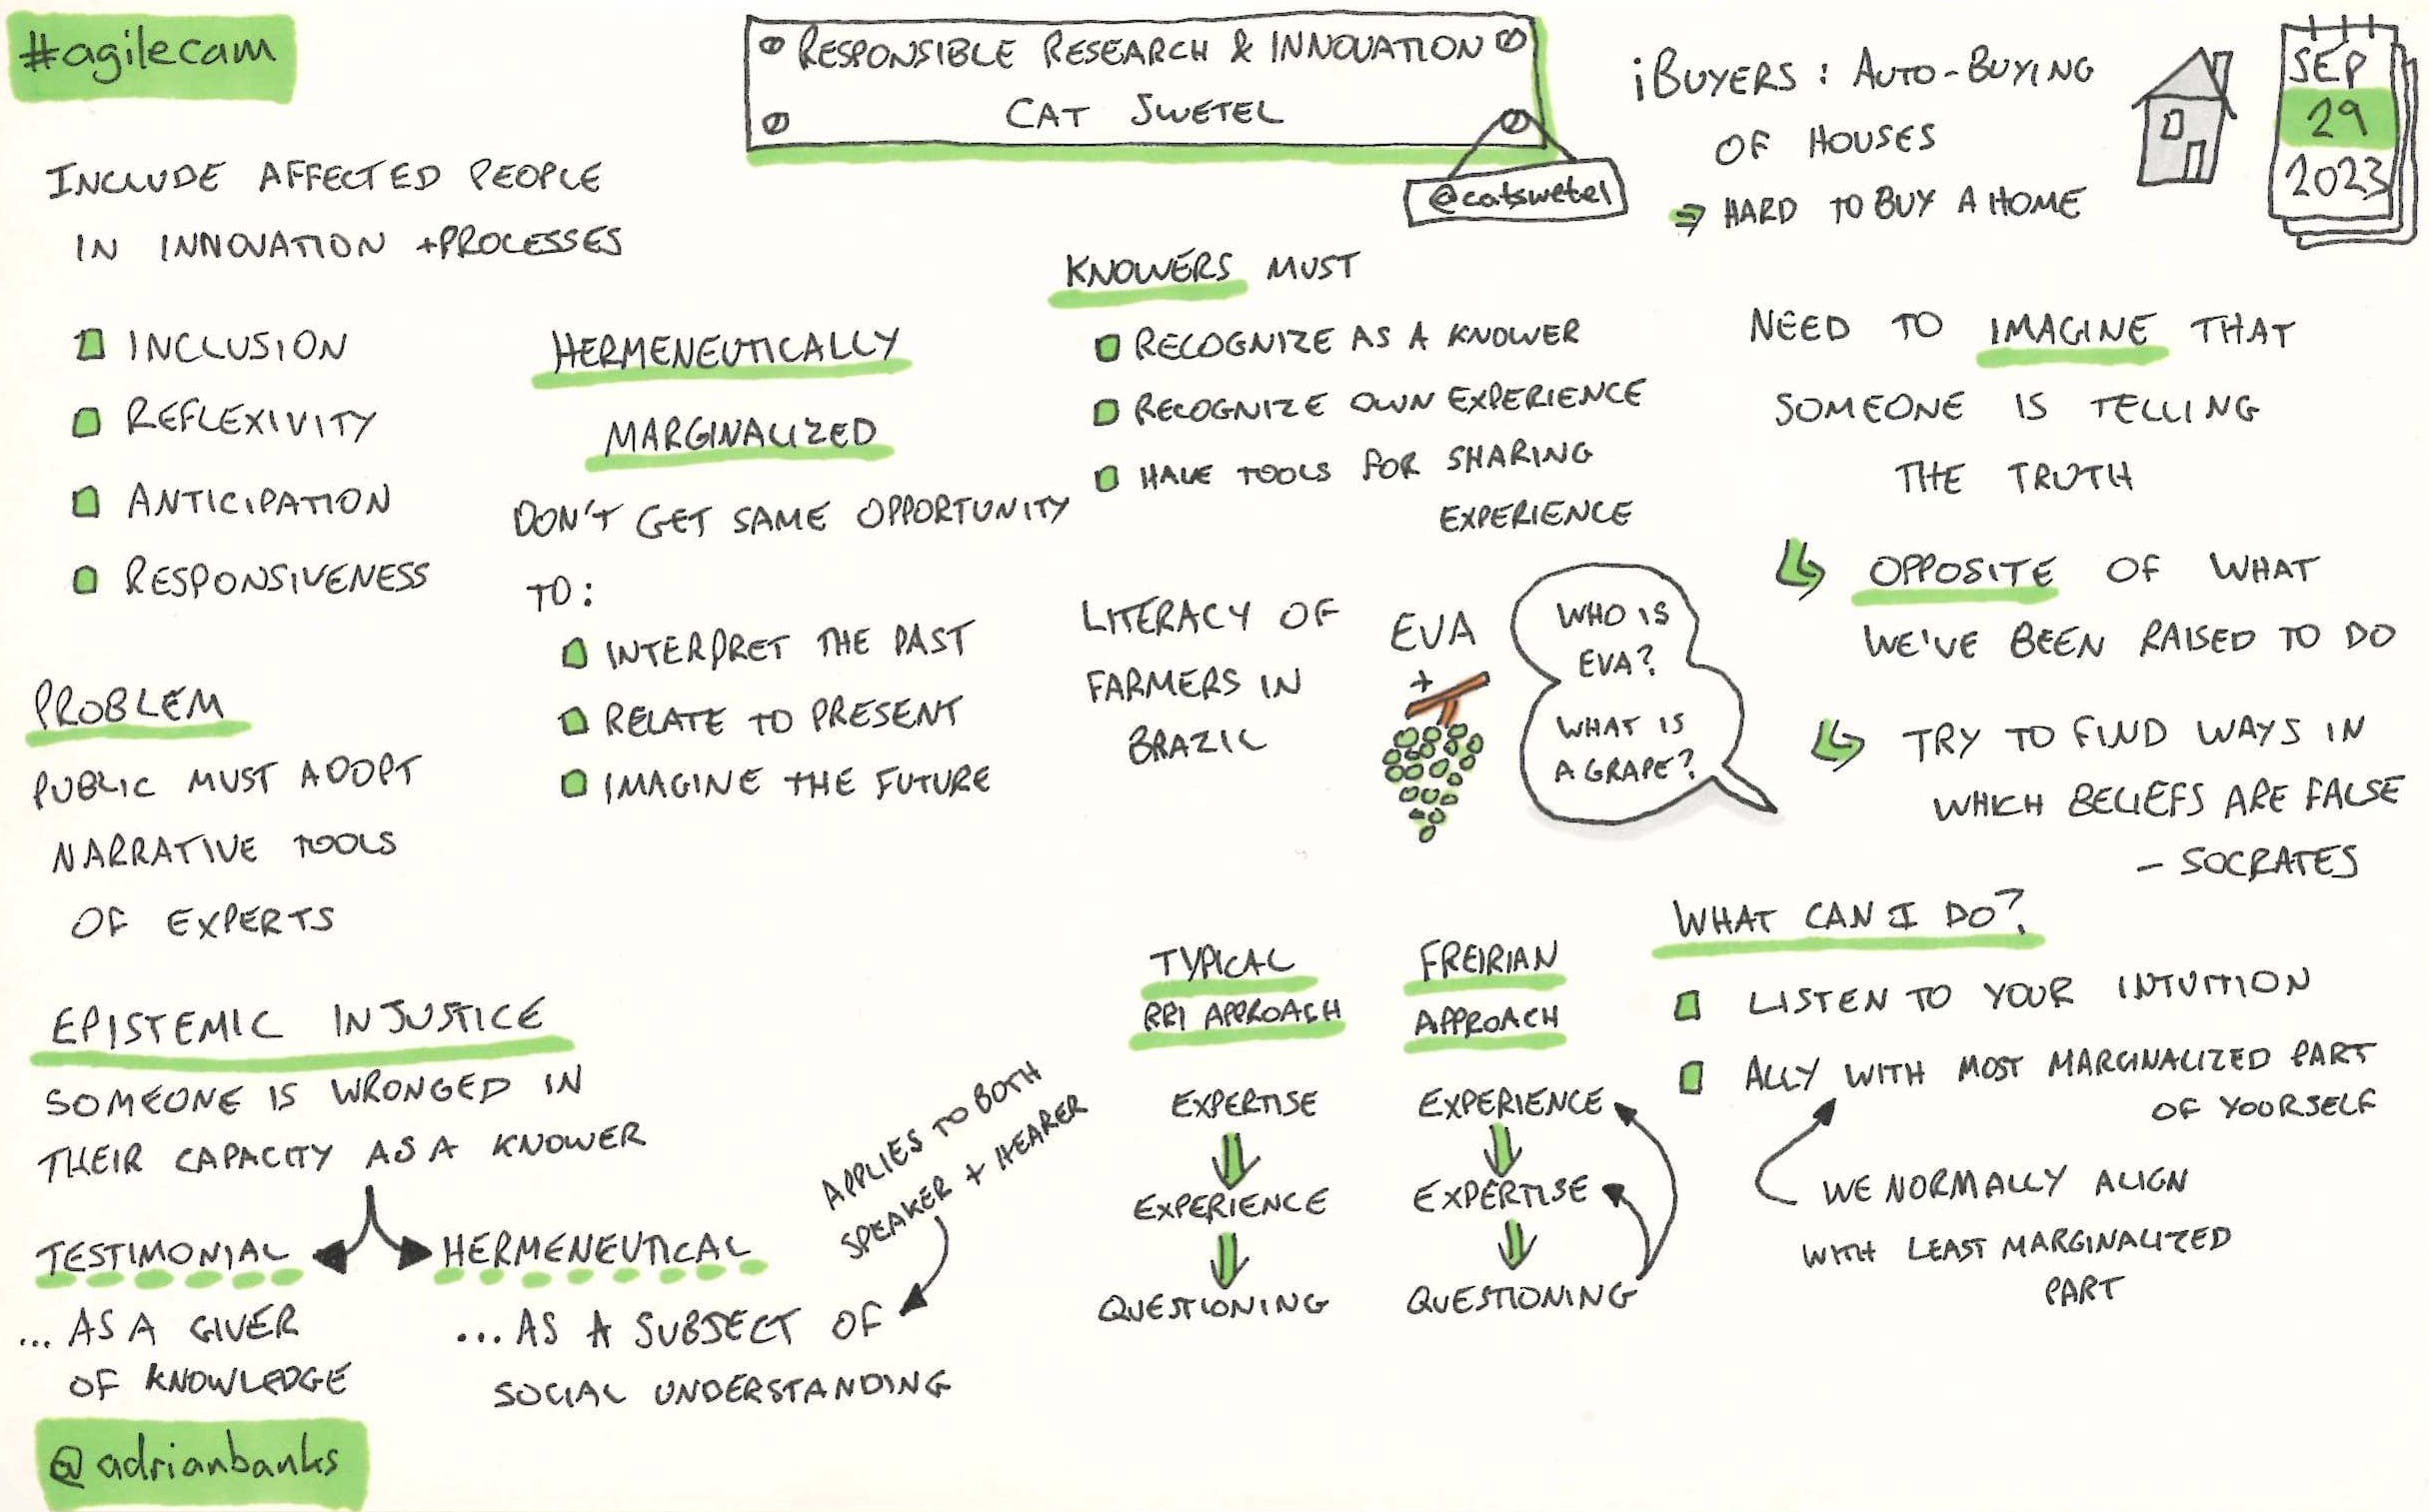 #agilecam
RESPONSIBLE RESEARCH & INNOVATION
CAT SWETEL
@catswetel
iBUYERS : AUTO-BUYING
OF HOUSES
⇒ HARD TO BUY A HOME
SEP
29
2023
INCLUDE AFFECTED PEOPLE
IN INNOVATION + PROCESSES
INCLUSION
REFLEXIVITY
ANTICIPATION
RESPONSIVENESS
PROBLEM
PUBLIC MUST ADOPT
NARRATIVE TOOLS
OF EXPERTS
EPISTEMIC INJUSTICE
SOMEONE IS WRONGED IN
THEIR CAPACITY AS A KNOWER
TESTIMONIAL
... AS A GIVER
OF KNOWLEDGE
HERMENEUTICAL
... AS A SUBJECT OF
SOCIAL UNDERSTANDING
APPLIES TO BOTH
SPEAKER + HEARER
@adrianbanks
HERMENEUTICALLY
MARGINALIZED
DON'T GET SAME OPPORTUNITY
TO:
INTERPRET THE PAST
RELATE TO PRESENT
IMAGINE THE FUTURE
KNOWERS MUST
RECOGNIZE AS A KNOWER
RECOGNIZE OWN EXPERIENCE
HAVE TOOLS FOR SHARING
EXPERIENCE
LITERACY OF
FARMERS IN
BRAZIL
EVA
+
WHO IS
EVA?
WHAT IS
A GRAPE?
TYPICAL
RRI APPROACH
EXPERTISE
EXPERIENCE
QUESTIONING
FREIRIAN
APPROACH
EXPERIENCE
EXPERTISE
QUESTIONING
NEED TO IMAGINE THAT
SOMEONE IS TELLING
THE TRUTH
OPPOSITE OF WHAT
WE'VE BEEN RAISED TO DO
TRY TO FIND WAYS IN
WHICH BELIEFS ARE FALSE
- SOCRATES
WHAT CAN I DO?
LISTEN TO YOUR INTUITION
ALLY WITH MOST MARGINALIZED PART
OF YOURSELF
WE NORMALLY ALIGN
WITH LEAST MARGINALIZED
PART